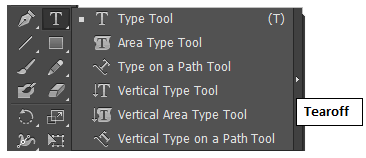 Type Tool (T)
Area Type Tool
Type on a Path Tool
Vertical Type Tool
Vertical Area Type Tool
Vertical Type on a Path Tool
Tearoff